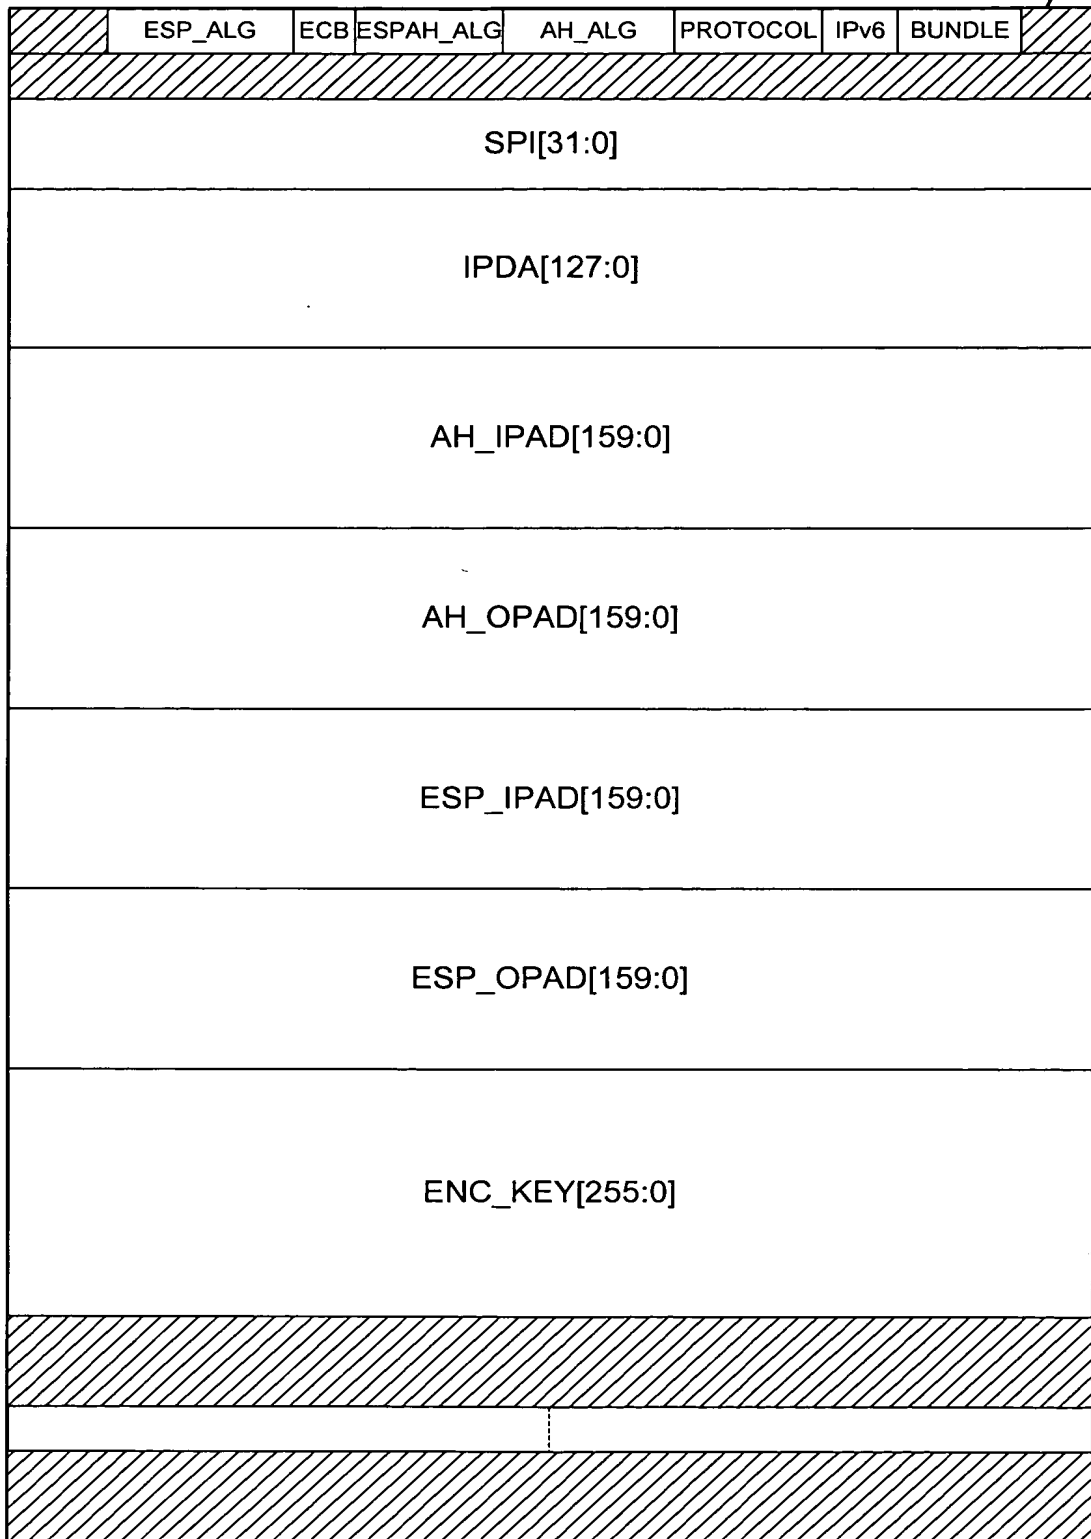 ESP_ALG ECB ESPAH_ALG AH_ALG PROTOCOL IPv6 BUNDLE
SPI[31:0]
IPDA[127:0]
AH_IPAD[159:0]
AH_OPAD[159:0]
ESP_IPAD[159:0]
ESP_OPAD[159:0]
ENC_KEY[255:0]